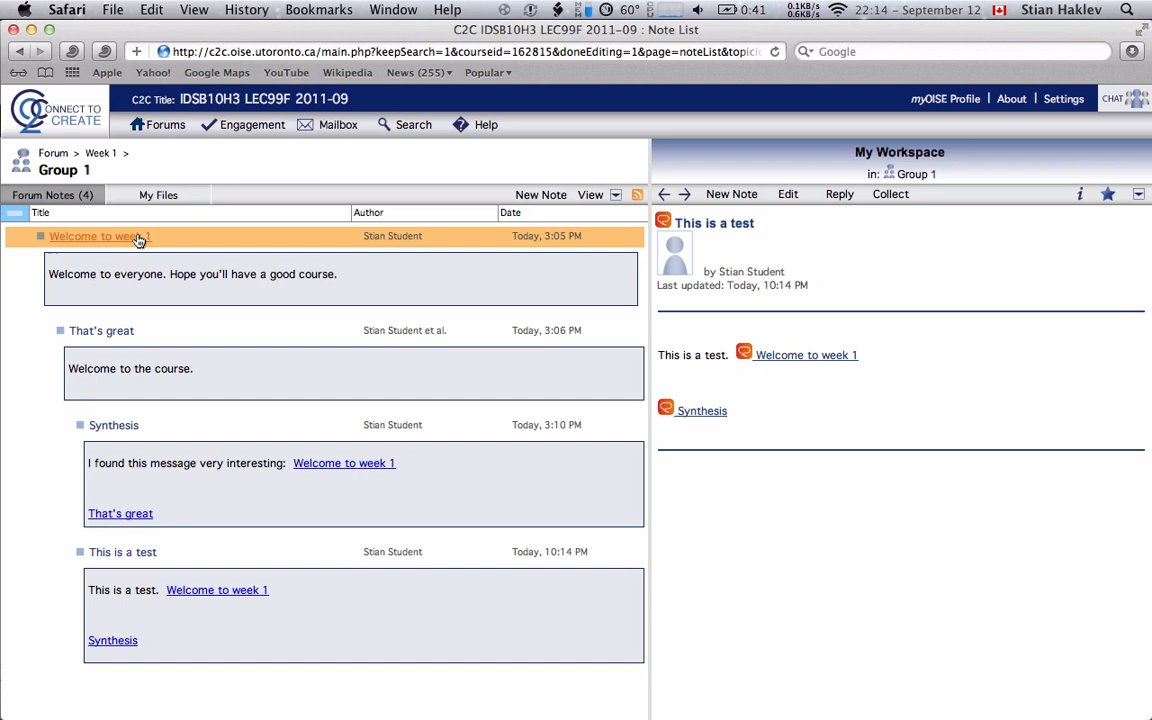 Safari File Edit View History Bookmarks Window Help 60° 0:41 0.1KB/s 0.6KB/s 22:14 - September 12 Stian Haklev
C2C IDSB10H3 LEC99F 2011-09 : Note List
http://c2c.oise.utoronto.ca/main.php?keepSearch=1&courseid=162815&doneEditing=1&page=noteList&topici Google
Apple Yahoo! Google Maps YouTube Wikipedia News (255) Popular
CONNECT TO CREATE
C2C Title: IDSB10H3 LEC99F 2011-09
myOISE Profile | About | Settings CHAT
Forums Engagement Mailbox Search Help
Forum > Week 1 >
Group 1
Forum Notes (4) My Files New Note View
Title Author Date
Welcome to week 1 Stian Student Today, 3:05 PM
Welcome to everyone. Hope you'll have a good course.
That's great Stian Student et al. Today, 3:06 PM
Welcome to the course.
Synthesis Stian Student Today, 3:10 PM
I found this message very interesting: Welcome to week 1
That's great
This is a test Stian Student Today, 10:14 PM
This is a test. Welcome to week 1
Synthesis
My Workspace
in: Group 1
New Note Edit Reply Collect
This is a test
by Stian Student
Last updated: Today, 10:14 PM
This is a test. Welcome to week 1
Synthesis